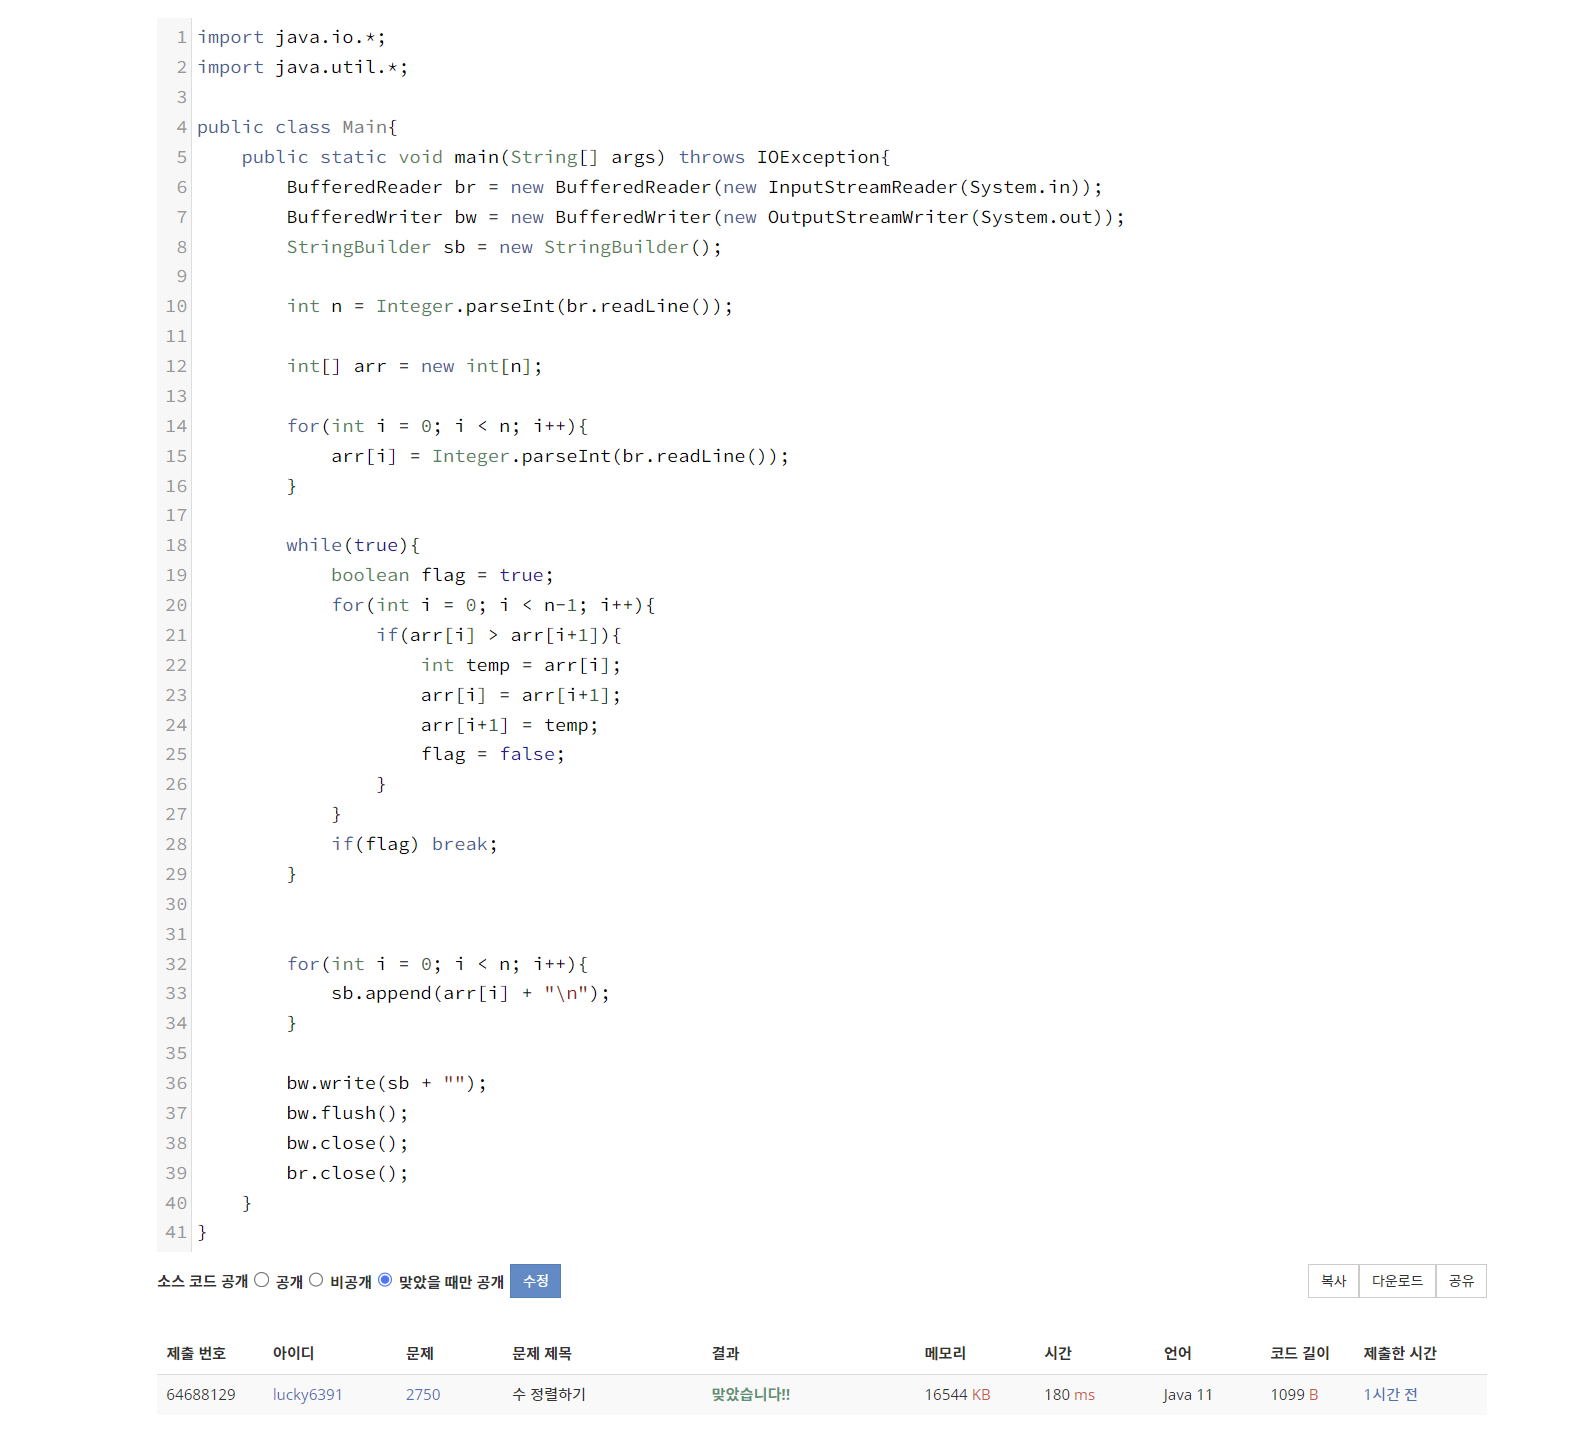 1 import java.io.*;
2 import java.util.*;
3
4 public class Main{
5     public static void main(String[] args) throws IOException{
6         BufferedReader br = new BufferedReader(new InputStreamReader(System.in));
7         BufferedWriter bw = new BufferedWriter(new OutputStreamWriter(System.out));
8         StringBuilder sb = new StringBuilder();
9
10         int n = Integer.parseInt(br.readLine());
11
12         int[] arr = new int[n];
13
14         for(int i = 0; i < n; i++){
15             arr[i] = Integer.parseInt(br.readLine());
16         }
17
18         while(true){
19             boolean flag = true;
20             for(int i = 0; i < n-1; i++){
21                 if(arr[i] > arr[i+1]){
22                     int temp = arr[i];
23                     arr[i] = arr[i+1];
24                     arr[i+1] = temp;
25                     flag = false;
26                 }
27             }
28             if(flag) break;
29         }
30
31
32         for(int i = 0; i < n; i++){
33             sb.append(arr[i] + "\n");
34         }
35
36         bw.write(sb + "");
37         bw.flush();
38         bw.close();
39         br.close();
40     }
41 }
소스 코드 공개 공개 비공개 맞았을 때만 공개 수정 복사 다운로드 공유
제출 번호 아이디 문제 문제 제목 결과 메모리 시간 언어 코드 길이 제출한 시간
64688129 lucky6391 2750 수 정렬하기 맞았습니다!! 16544 KB 180 ms Java 11 1099 B 1시간 전